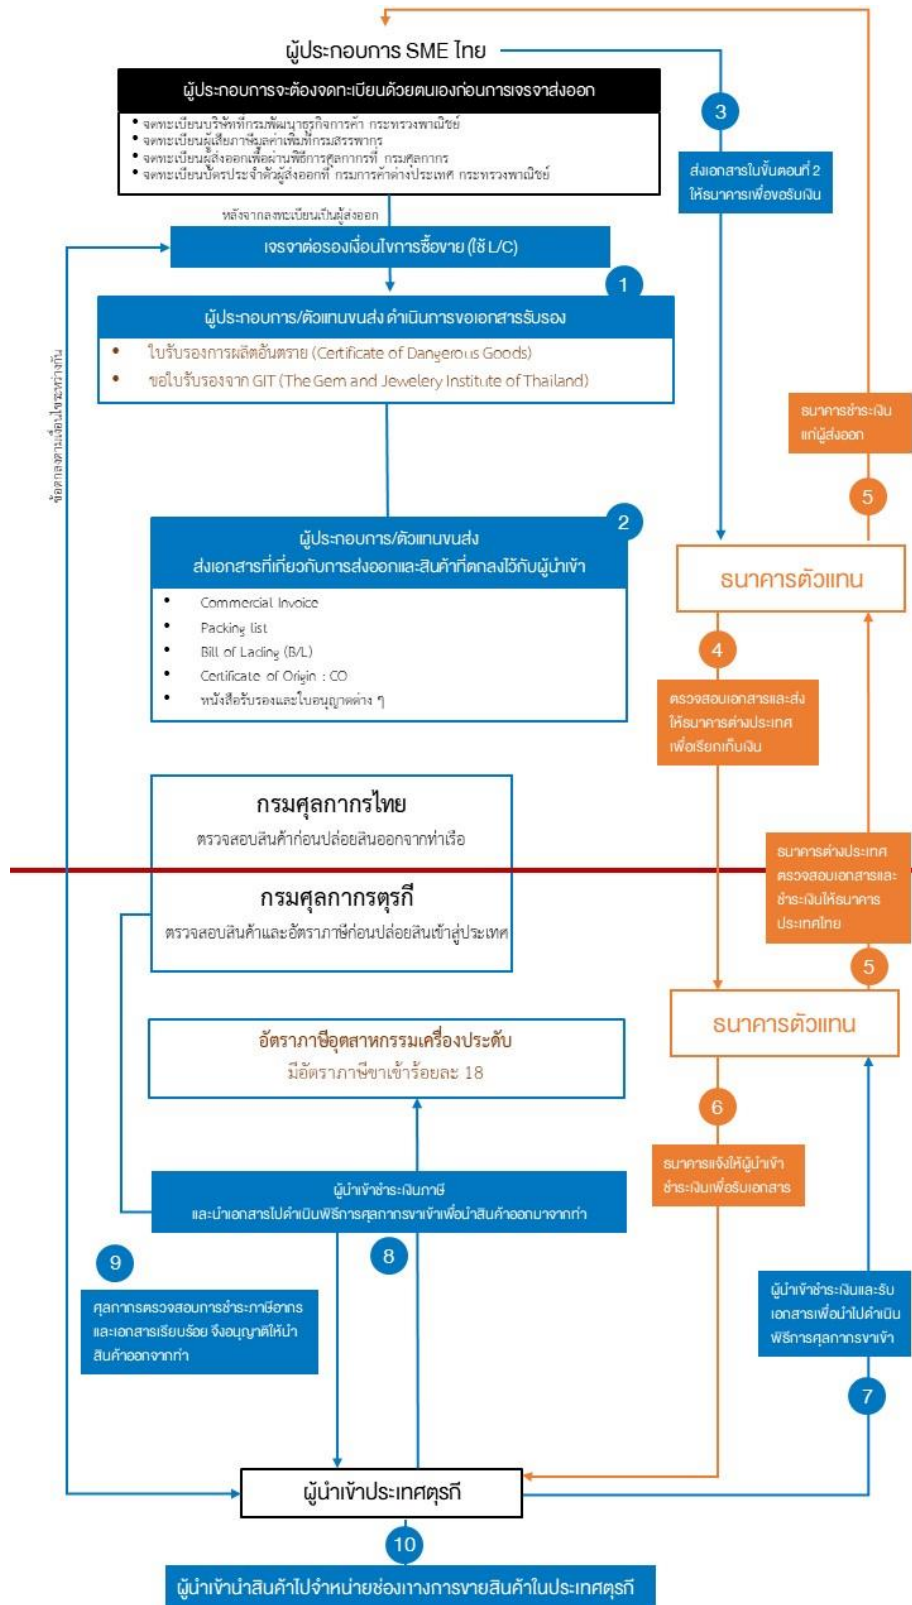 ผู้ประกอบการ SME ไทย
ผู้ประกอบการจะต้องจดทะเบียนด้วยตนเองก่อนการเจรจาส่งออก
• จดทะเบียนบริษัทที่กรมพัฒนาธุรกิจการค้า กระทรวงพาณิชย์
• จดทะเบียนผู้เสียภาษีมูลค่าเพิ่มที่กรมสรรพากร
• จดทะเบียนผู้ส่งออกเพื่อผ่านพิธีการศุลกากรที่ กรมศุลกากร
• จดทะเบียนบัตรประจำตัวผู้ส่งออกที่ กรมการค้าต่างประเทศ กระทรวงพาณิชย์
หลังจากลงทะเบียนเป็นผู้ส่งออก
เจรจาต่อรองเงื่อนไขการซื้อขาย (ใช้ L/C)
ข้อตกลงตามเงื่อนไขระหว่างกัน
1
ผู้ประกอบการ/ตัวแทนขนส่ง ดำเนินการขอเอกสารรับรอง
• ใบรับรองการผลิตอันตราย (Certificate of Dangerous Goods)
• ขอใบรับรองจาก GIT (The Gem and Jewelery Institute of Thailand)
2
ผู้ประกอบการ/ตัวแทนขนส่ง
ส่งเอกสารที่เกี่ยวกับการส่งออกและสินค้าที่ตกลงไว้กับผู้นำเข้า
• Commercial Invoice
• Packing list
• Bill of Lading (B/L)
• Certificate of Origin : CO
• หนังสือรับรองและใบอนุญาตต่าง ๆ
3
ส่งเอกสารในขั้นตอนที่ 2
ให้ธนาคารเพื่อขอรับเงิน
ธนาคารชำระเงิน
แก่ผู้ส่งออก
5
ธนาคารตัวแทน
4
ตรวจสอบเอกสารและส่ง
ให้ธนาคารต่างประเทศ
เพื่อเรียกเก็บเงิน
กรมศุลกากรไทย
ตรวจสอบสินค้าก่อนปล่อยสินออกจากท่าเรือ
กรมศุลกากรตุรกี
ตรวจสอบสินค้าและอัตราภาษีก่อนปล่อยสินเข้าสู่ประเทศ
ธนาคารต่างประเทศ
ตรวจสอบเอกสารและ
ชำระเงินให้ธนาคาร
ประเทศไทย
5
ธนาคารตัวแทน
อัตราภาษีอุตสาหกรรมเครื่องประดับ
มีอัตราภาษีขาเข้าร้อยละ 18
6
ธนาคารแจ้งให้ผู้นำเข้า
ชำระเงินเพื่อรับเอกสาร
ผู้นำเข้าชำระเงินภาษี
และนำเอกสารไปดำเนินพิธีการศุลกากรขาเข้าเพื่อนำสินค้าออกมาจากท่า
8
9
ศุลกากรตรวจสอบการชำระภาษีอากร
และเอกสารเรียบร้อย จึงอนุญาติให้นำ
สินค้าออกจากท่า
ผู้นำเข้าชำระเงินและรับ
เอกสารเพื่อนำไปดำเนิน
พิธีการศุลกากรขาเข้า
7
ผู้นำเข้าประเทศตุรกี
10
ผู้นำเข้านำสินค้าไปจำหน่ายช่องทางการขายสินค้าในประเทศตุรกี